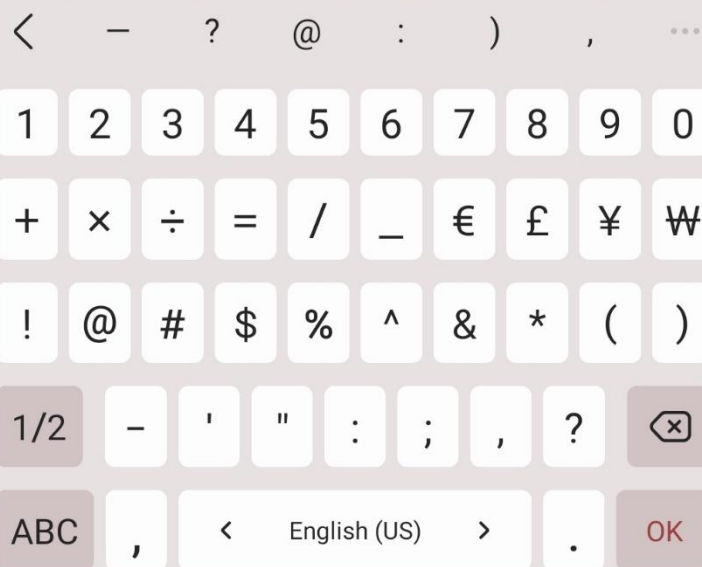 — ? @ : ) , ...
1 2 3 4 5 6 7 8 9 0
+ × ÷ = / _ € £ ¥ ₩
! @ # $ % ^ & * ( )
1/2 - ' " : ; , ?
ABC , < English (US) > . OK